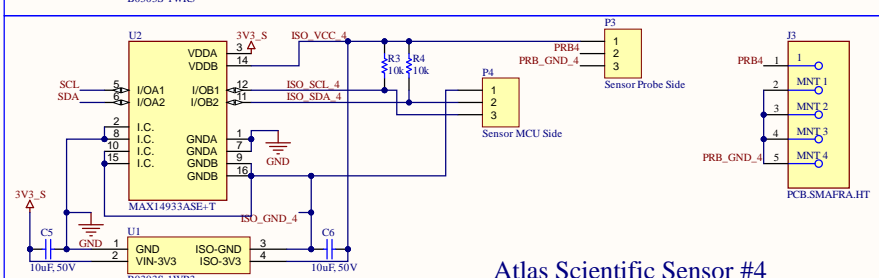 B0505S-1WR3
U2
3V3_S
ISO_VCC_4
P3
VDDA 3
VDDB 14
R3 10k
R4 10k
PRB4
PRB_GND_4
1
2
3
Sensor Probe Side
J3
SCL 5 I/OA1
SDA 6 I/OA2
I/OB1 12 ISO_SCL_4
I/OB2 11 ISO_SDA_4
P4
1
2
3
Sensor MCU Side
PRB4 1 1
2 MNT 1
3 MNT 2
4 MNT 3
PRB_GND_4 5 MNT 4
PCB.SMAFRA.HT
2 I.C.
8 I.C.
10 I.C.
15 I.C.
GNDA 1
GNDA 7
GNDB 9
GNDB 16
GND
MAX14933ASE+T
3V3_S
ISO_GND_4
C5
GND
10uF, 50V
U1
1 GND
2 VIN-3V3
ISO-GND 3
ISO-3V3 4
C6
10uF, 50V
Atlas Scientific Sensor #4